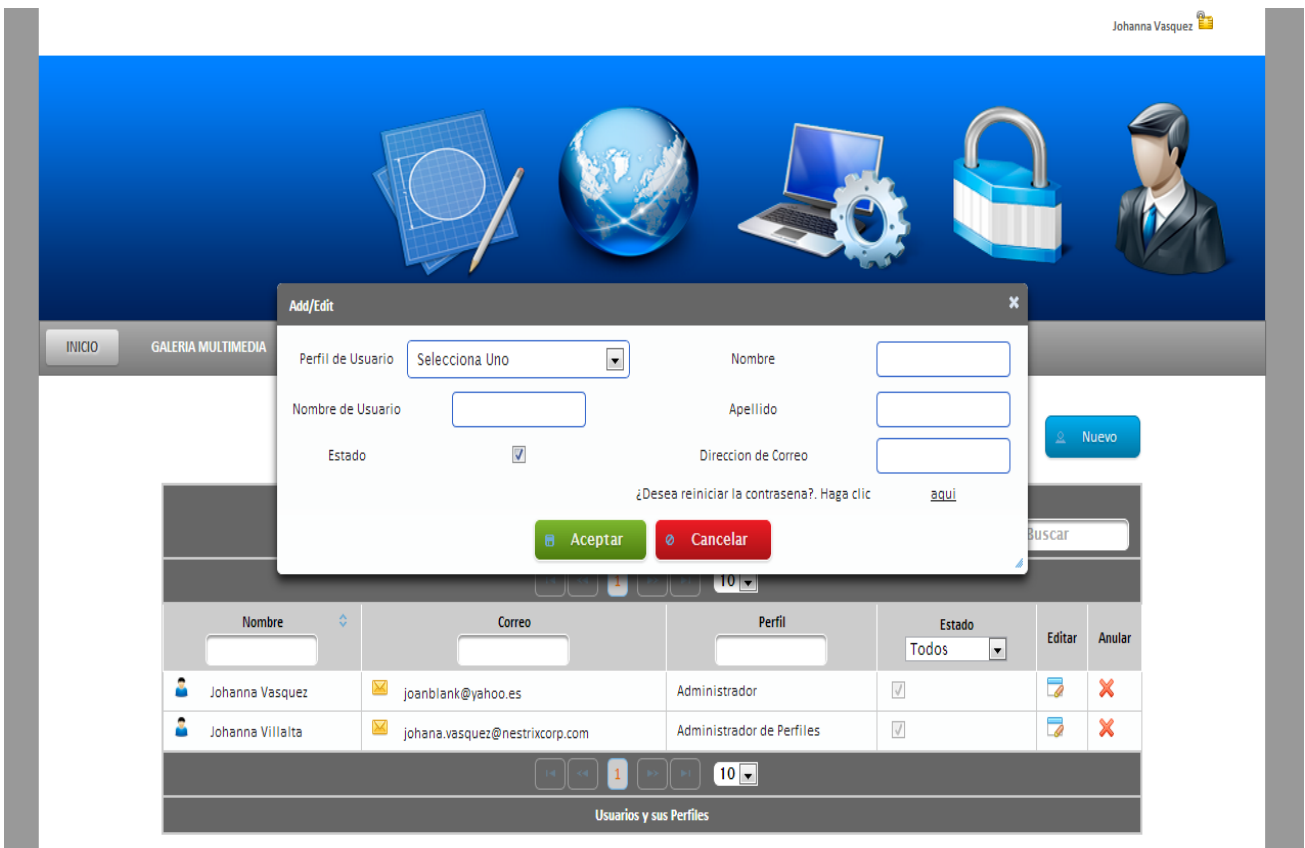 Johanna Vasquez
Add/Edit
INICIO
GALERIA MULTIMEDIA
Perfil de Usuario
Selecciona Uno
Nombre
Nombre de Usuario
Apellido
Estado
Direccion de Correo
Nuevo
¿Desea reiniciar la contrasena?. Haga clic aqui
Aceptar
Cancelar
Buscar
1
10
Nombre
Correo
Perfil
Estado
Todos
Editar
Anular
Johanna Vasquez
joanblank@yahoo.es
Administrador
Johanna Villalta
johana.vasquez@nestrixcorp.com
Administrador de Perfiles
1
10
Usuarios y sus Perfiles